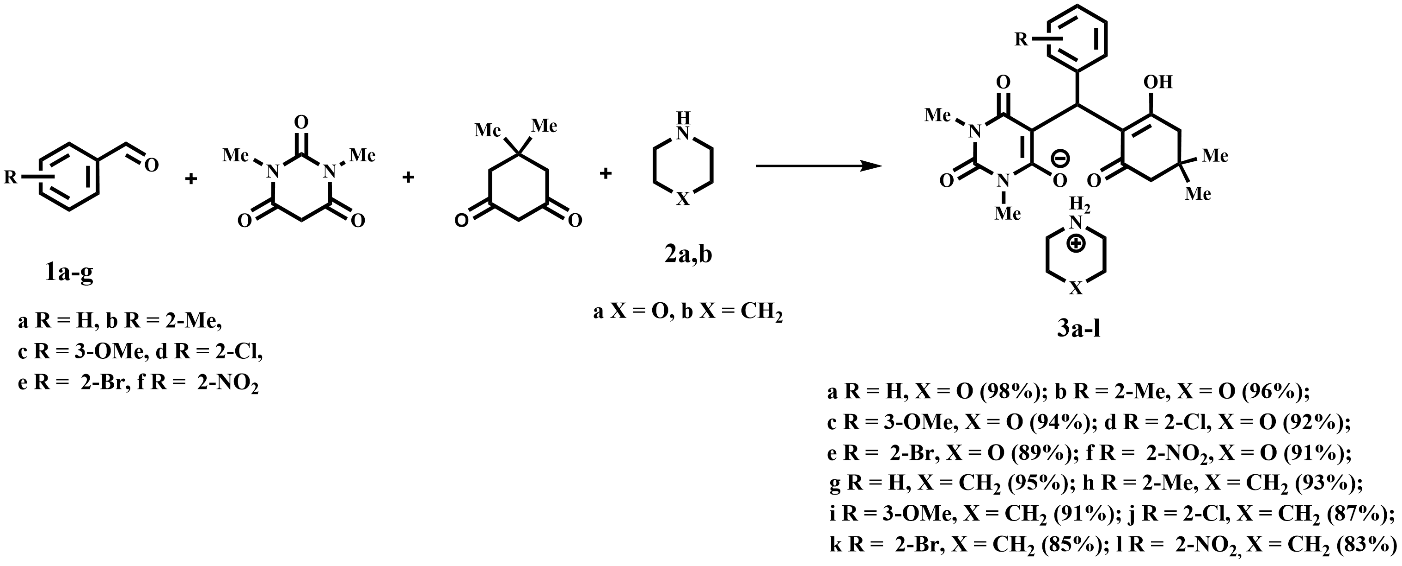 R
O
+
O
Me
N
N
Me
O
O
+
Me
Me
O
O
+
H
N
X
R
O
OH
Me
N
O
N
O
⊖
O
Me
Me
Me
H2
N
⊕
X
1a-g
2a,b
3a-l
a R = H, b R = 2-Me,
c R = 3-OMe, d R = 2-Cl,
e R = 2-Br, f R = 2-NO2
a X = O, b X = CH2
a R = H, X = O (98%); b R = 2-Me, X = O (96%);
c R = 3-OMe, X = O (94%); d R = 2-Cl, X = O (92%);
e R = 2-Br, X = O (89%); f R = 2-NO2, X = O (91%);
g R = H, X = CH2 (95%); h R = 2-Me, X = CH2 (93%);
i R = 3-OMe, X = CH2 (91%); j R = 2-Cl, X = CH2 (87%);
k R = 2-Br, X = CH2 (85%); l R = 2-NO2, X = CH2 (83%)